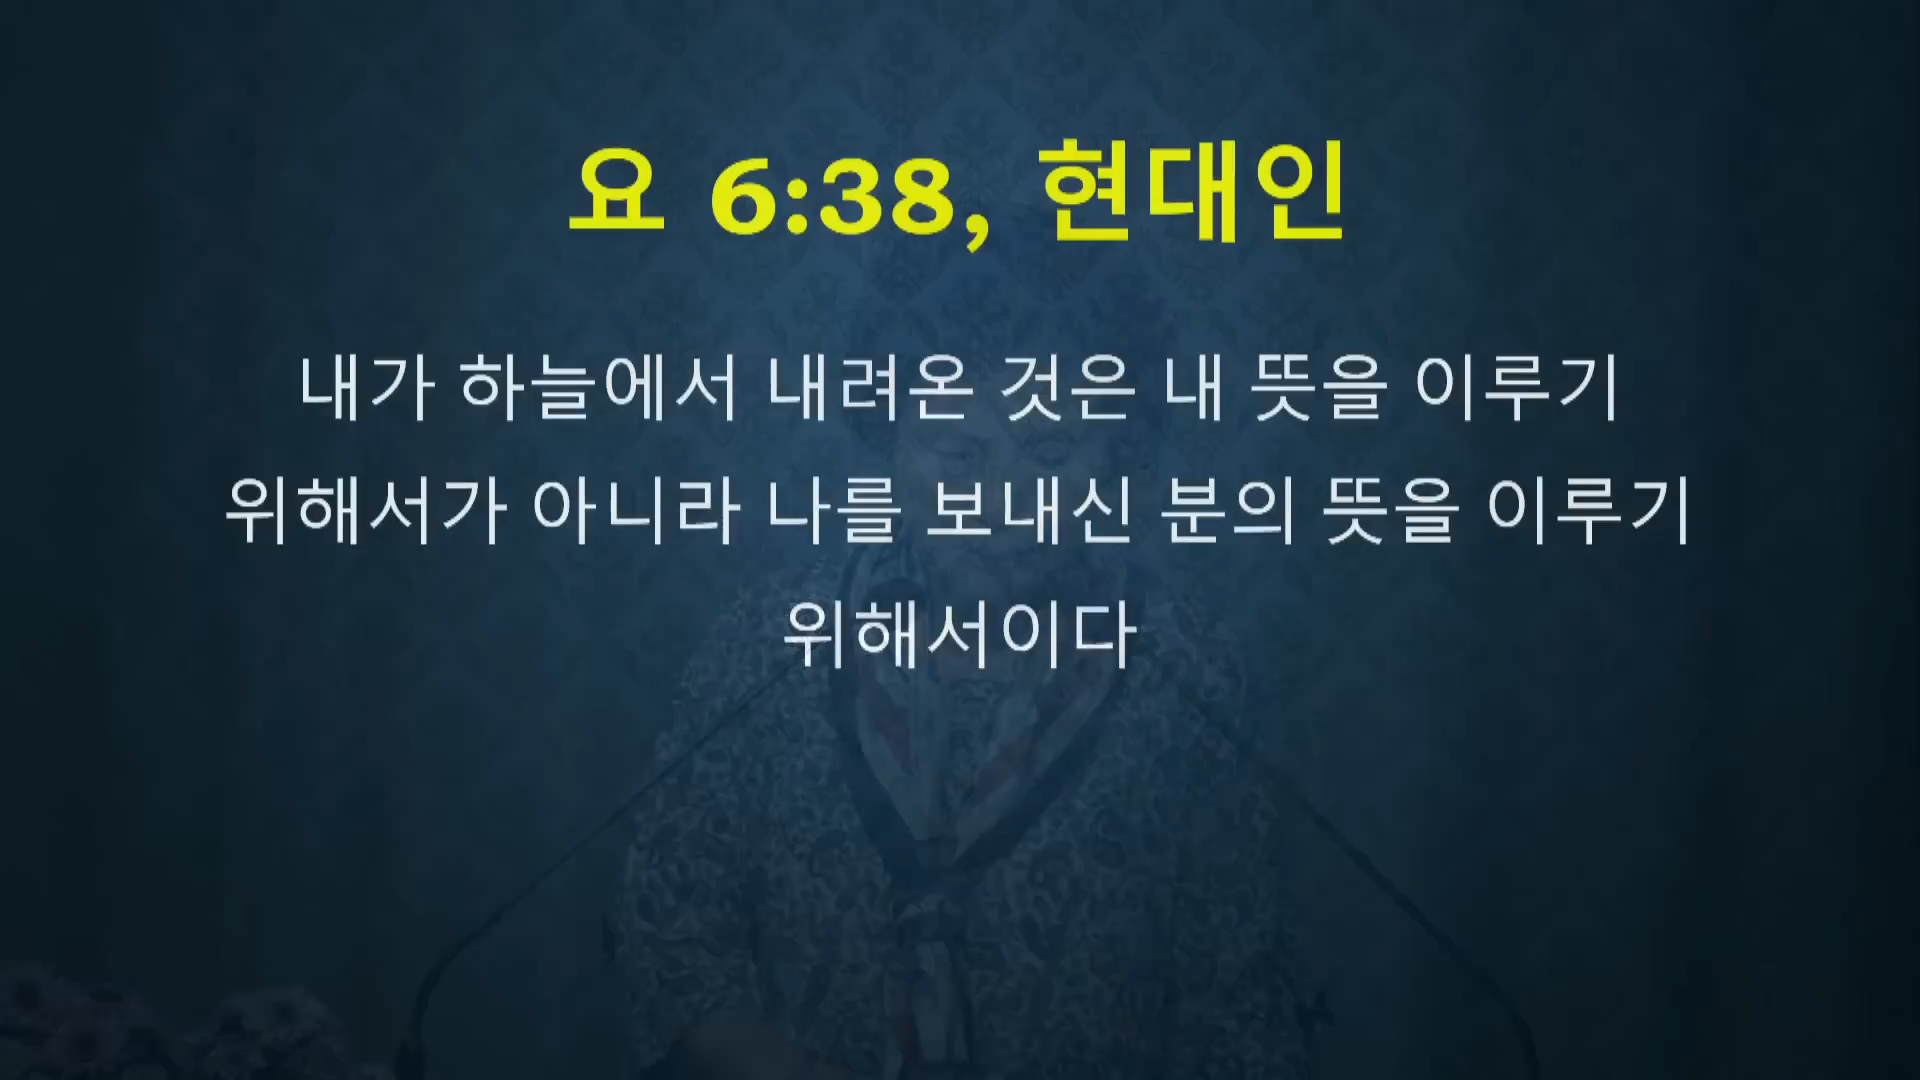 요 6:38, 현대인
내가 하늘에서 내려온 것은 내 뜻을 이루기
위해서가 아니라 나를 보내신 분의 뜻을 이루기
위해서이다